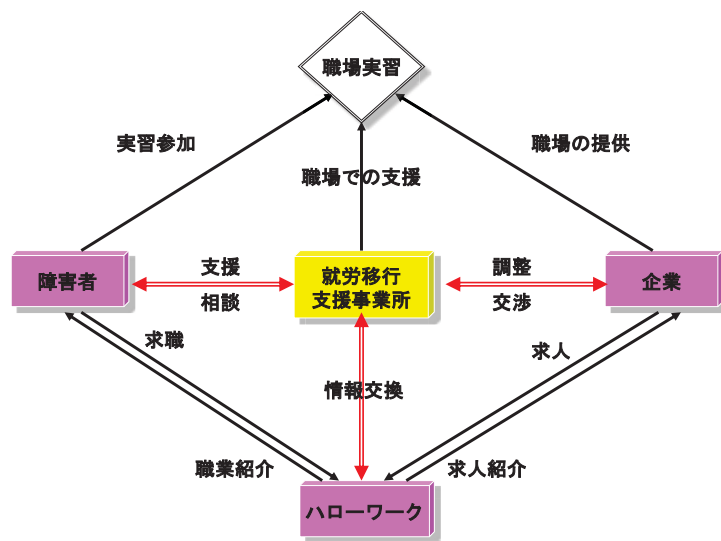 職場実習
実習参加
職場の提供
職場での支援
支援
調整
障害者
就労移行
支援事業所
企業
相談
交渉
求職
求人
情報交換
職業紹介
求人紹介
ハローワーク